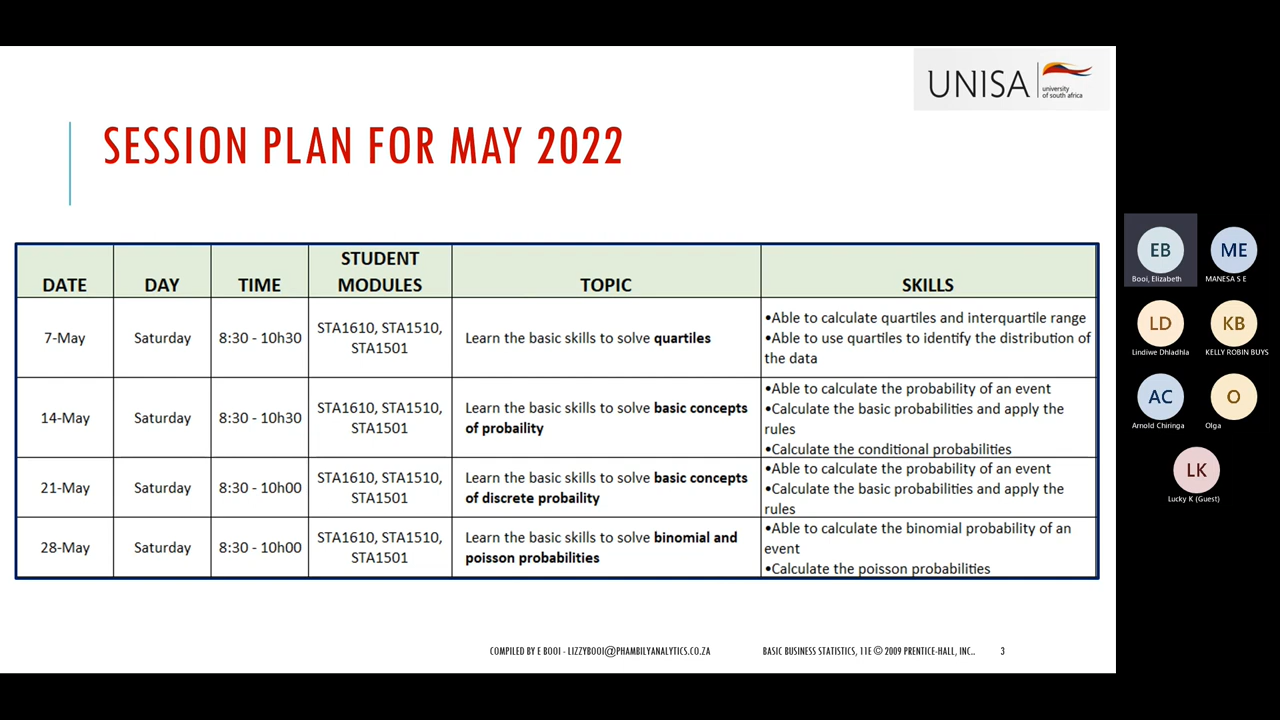 UNISA
university
of south africa
SESSION PLAN FOR MAY 2022
DATE
DAY
TIME
STUDENT
MODULES
TOPIC
SKILLS
7-May
Saturday
8:30 - 10h30
STA1610, STA1510,
STA1501
Learn the basic skills to solve quartiles
•Able to calculate quartiles and interquartile range
•Able to use quartiles to identify the distribution of
the data
14-May
Saturday
8:30 - 10h30
STA1610, STA1510,
STA1501
Learn the basic skills to solve basic concepts
of probaility
•Able to calculate the probability of an event
•Calculate the basic probabilities and apply the
rules
•Calculate the conditional probabilities
21-May
Saturday
8:30 - 10h00
STA1610, STA1510,
STA1501
Learn the basic skills to solve basic concepts
of discrete probaility
•Able to calculate the probability of an event
•Calculate the basic probabilities and apply the
rules
28-May
Saturday
8:30 - 10h00
STA1610, STA1510,
STA1501
Learn the basic skills to solve binomial and
poisson probabilities
•Able to calculate the binomial probability of an
event
•Calculate the poisson probabilities
COMPILED BY E BOOI - LIZZYBOOI@PHAMBILYANALYTICS.CO.ZA
BASIC BUSINESS STATISTICS, 11E © 2009 PRENTICE-HALL, INC..
3
EB
Booi, Elizabeth
ME
MANESA S E
LD
Lindiwe Dhladhla
KB
KELLY ROBIN BUYS
AC
Arnold Chiringa
O
Olga
LK
Lucky K (Guest)